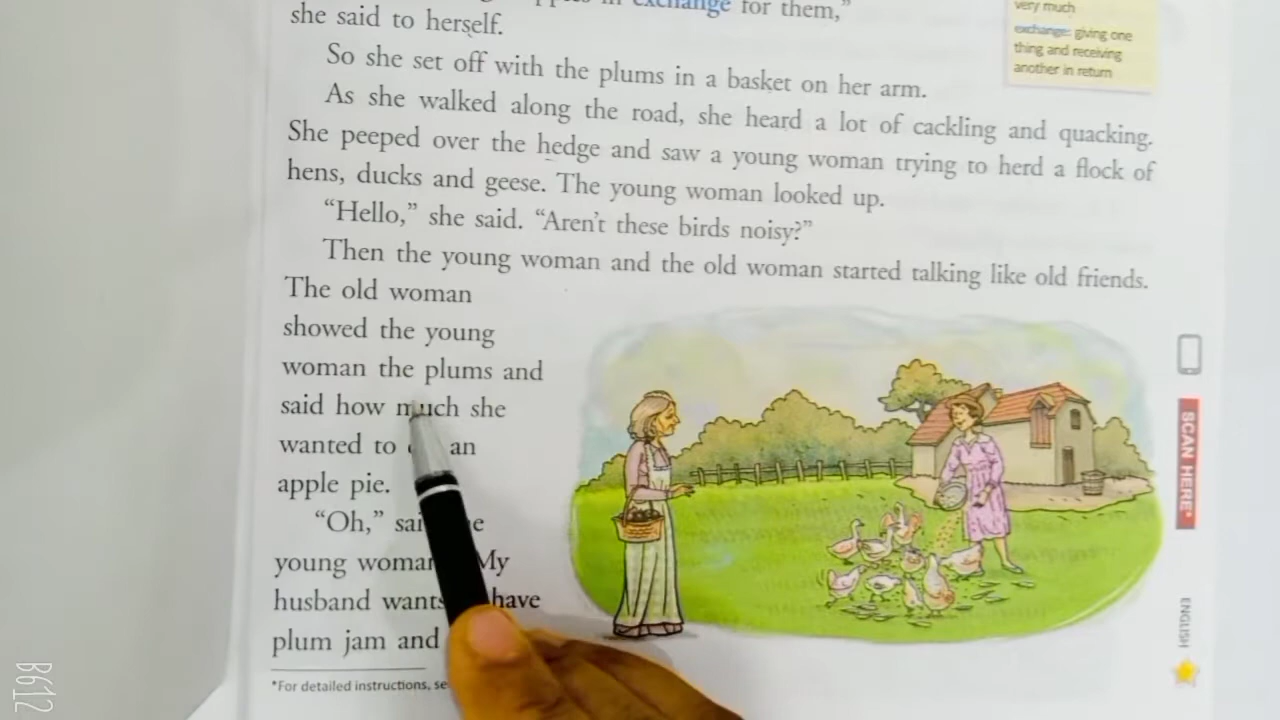 exchange for them,”
she said to herself.
So she set off with the plums in a basket on her arm.
As she walked along the road, she heard a lot of cackling and quacking.
She peeped over the hedge and saw a young woman trying to herd a flock of
hens, ducks and geese. The young woman looked up.
“Hello,” she said. “Aren’t these birds noisy?”
Then the young woman and the old woman started talking like old friends.
The old woman
showed the young
woman the plums and
said how much she
wanted to an
apple pie.
“Oh,”
young My
husband have
plum jam and
*For detailed instructions,
very much
exchange: giving one
thing and receiving
another in return
SCAN HERE*
ENGLISH
B612